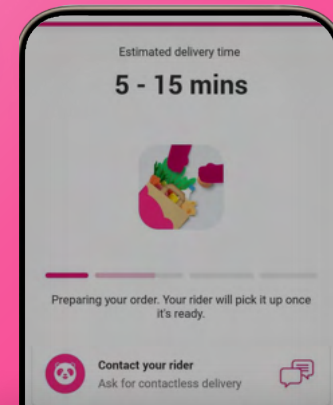 Estimated delivery time
5 - 15 mins
Preparing your order. Your rider will pick it up once
it's ready.
Contact your rider
Ask for contactless delivery